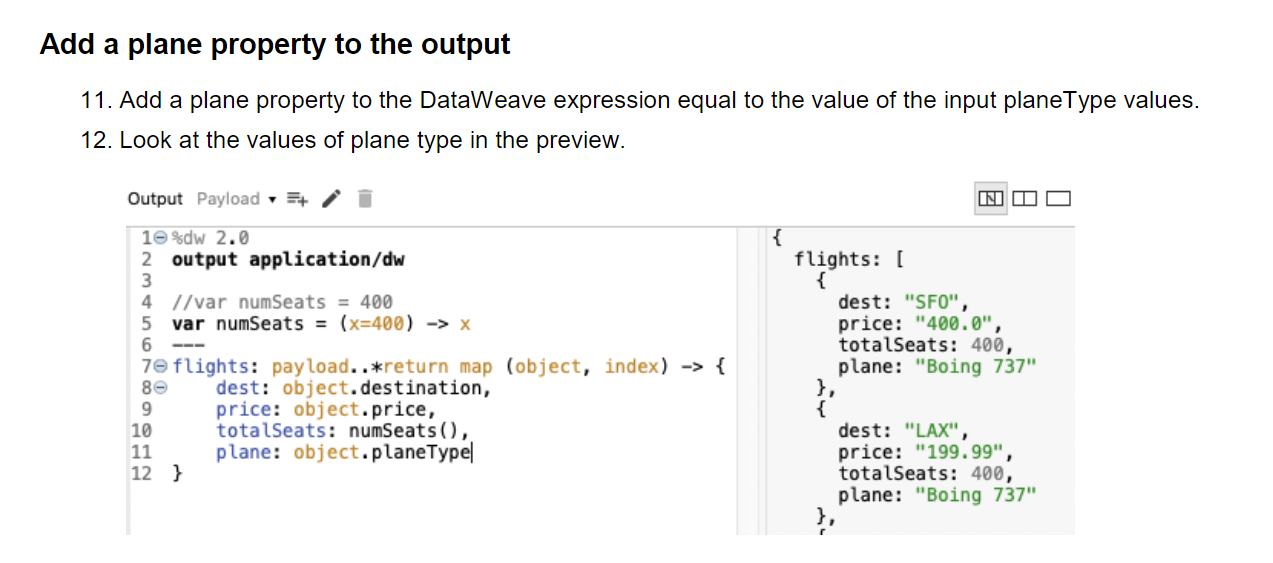 Add a plane property to the output
11. Add a plane property to the DataWeave expression equal to the value of the input planeType values.
12. Look at the values of plane type in the preview.
Output Payload
1 %dw 2.0
2 output application/dw
3
4 //var numSeats = 400
5 var numSeats = (x=400) -> x
6 ---
7 flights: payload..*return map (object, index) -> {
8 dest: object.destination,
9 price: object.price,
10 totalSeats: numSeats(),
11 plane: object.planeType
12 }
{
flights: [
{
dest: "SFO",
price: "400.0",
totalSeats: 400,
plane: "Boing 737"
},
{
dest: "LAX",
price: "199.99",
totalSeats: 400,
plane: "Boing 737"
},